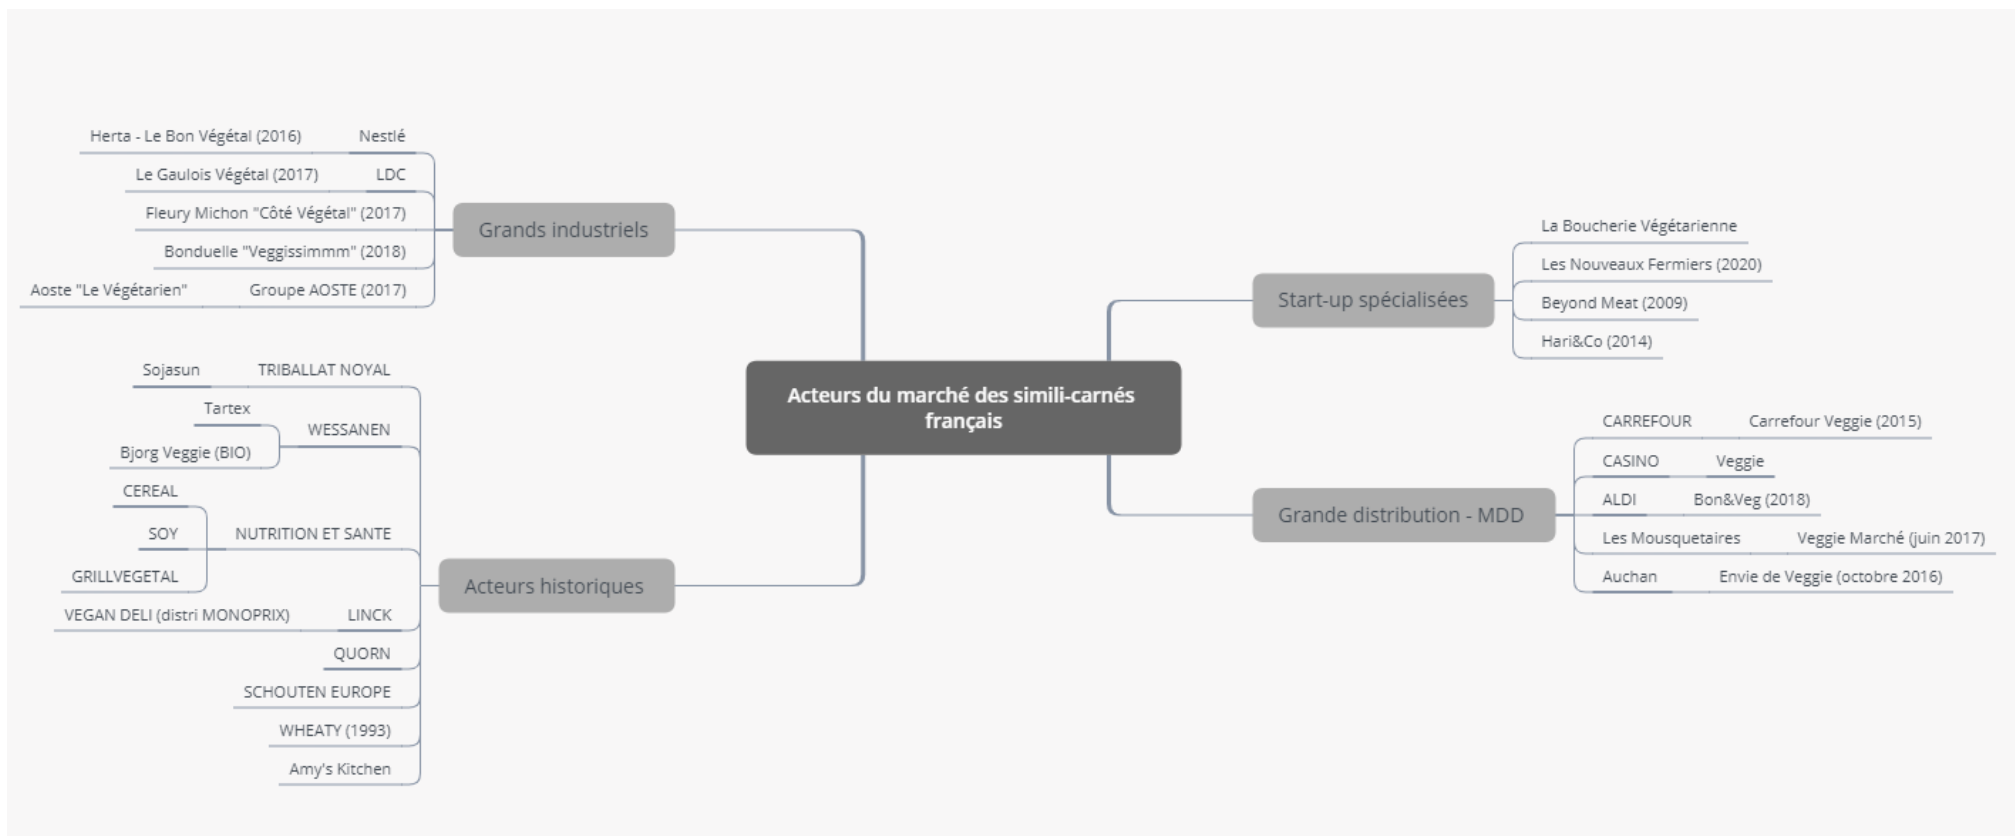 Acteurs du marché des simili-carnés
français
Grands industriels
Herta - Le Bon Végétal (2016)
Nestlé
Le Gaulois Végétal (2017)
LDC
Fleury Michon "Côté Végétal" (2017)
Bonduelle "Veggissimmm" (2018)
Aoste "Le Végétarien"
Groupe AOSTE (2017)
Acteurs historiques
Sojasun
TRIBALLAT NOYAL
Tartex
WESSANEN
Bjorg Veggie (BIO)
CEREAL
SOY
NUTRITION ET SANTE
GRILLVEGETAL
VEGAN DELI (distri MONOPRIX)
LINCK
QUORN
SCHOUTEN EUROPE
WHEATY (1993)
Amy's Kitchen
Start-up spécialisées
La Boucherie Végétarienne
Les Nouveaux Fermiers (2020)
Beyond Meat (2009)
Hari&Co (2014)
Grande distribution - MDD
CARREFOUR
Carrefour Veggie (2015)
CASINO
Veggie
ALDI
Bon&Veg (2018)
Les Mousquetaires
Veggie Marché (juin 2017)
Auchan
Envie de Veggie (octobre 2016)